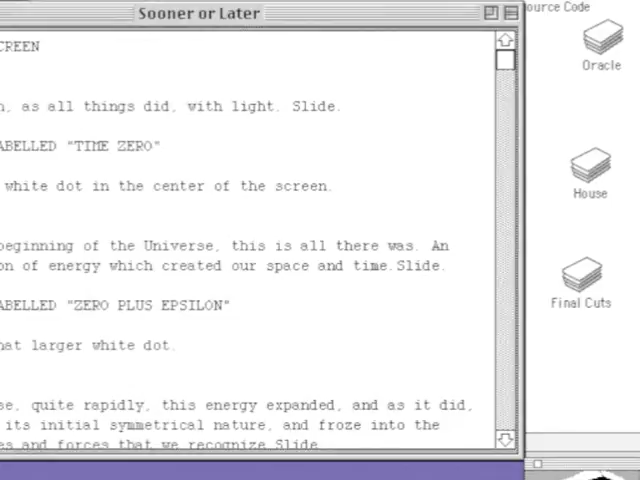 Sooner or Later
CREEN
n, as all things did, with light. Slide.
ABELLED "TIME ZERO"
white dot in the center of the screen.
beginning of the Universe, this is all there was. An
on of energy which created our space and time.Slide.
ABELLED "ZERO PLUS EPSILON"
hat larger white dot.
se, quite rapidly, this energy expanded, and as it did,
its initial symmetrical nature, and froze into the
es and forces that we recognize Slide
ource Code
Oracle
House
Final Cuts